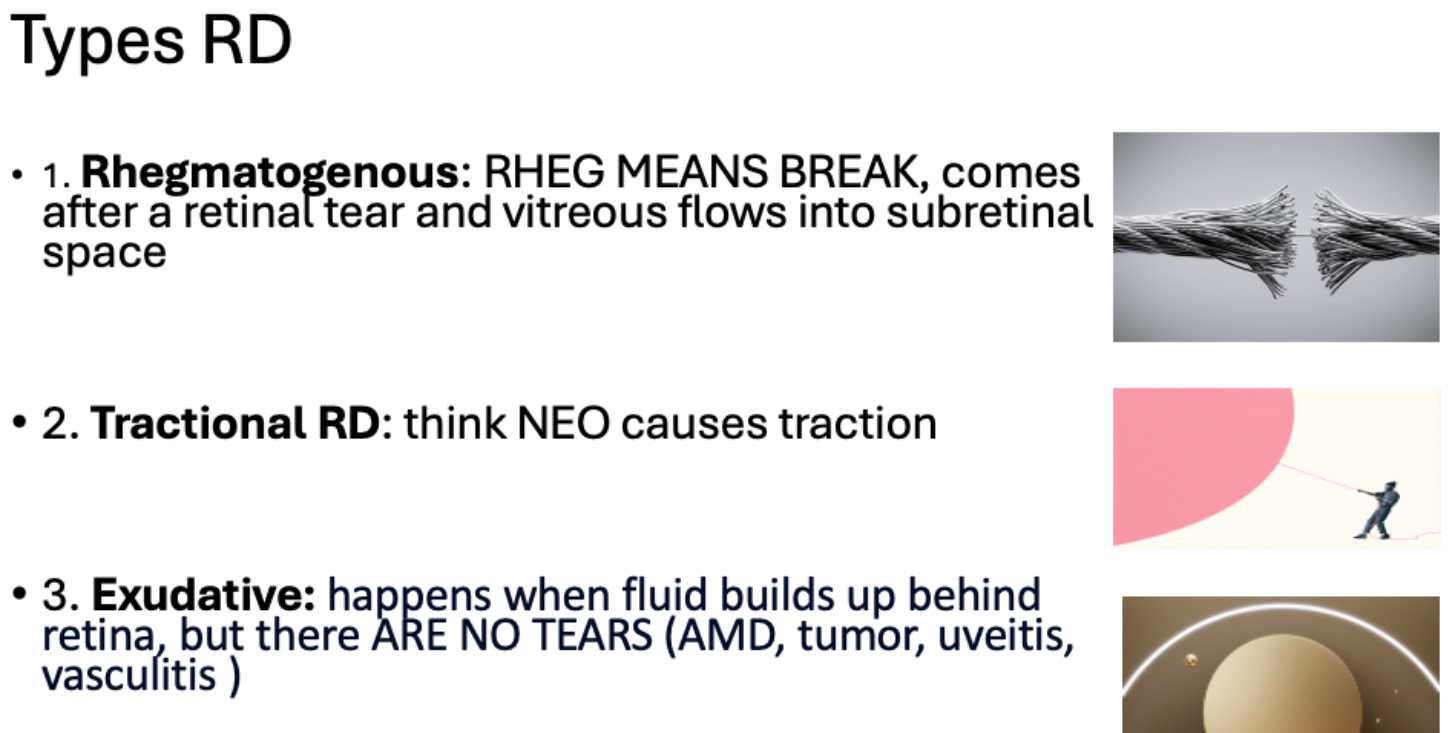 Types RD
• 1. Rhegmatogenous: RHEG MEANS BREAK, comes
after a retinal tear and vitreous flows into subretinal
space
• 2. Tractional RD: think NEO causes traction
• 3. Exudative: happens when fluid builds up behind
retina, but there ARE NO TEARS (AMD, tumor, uveitis,
vasculitis )